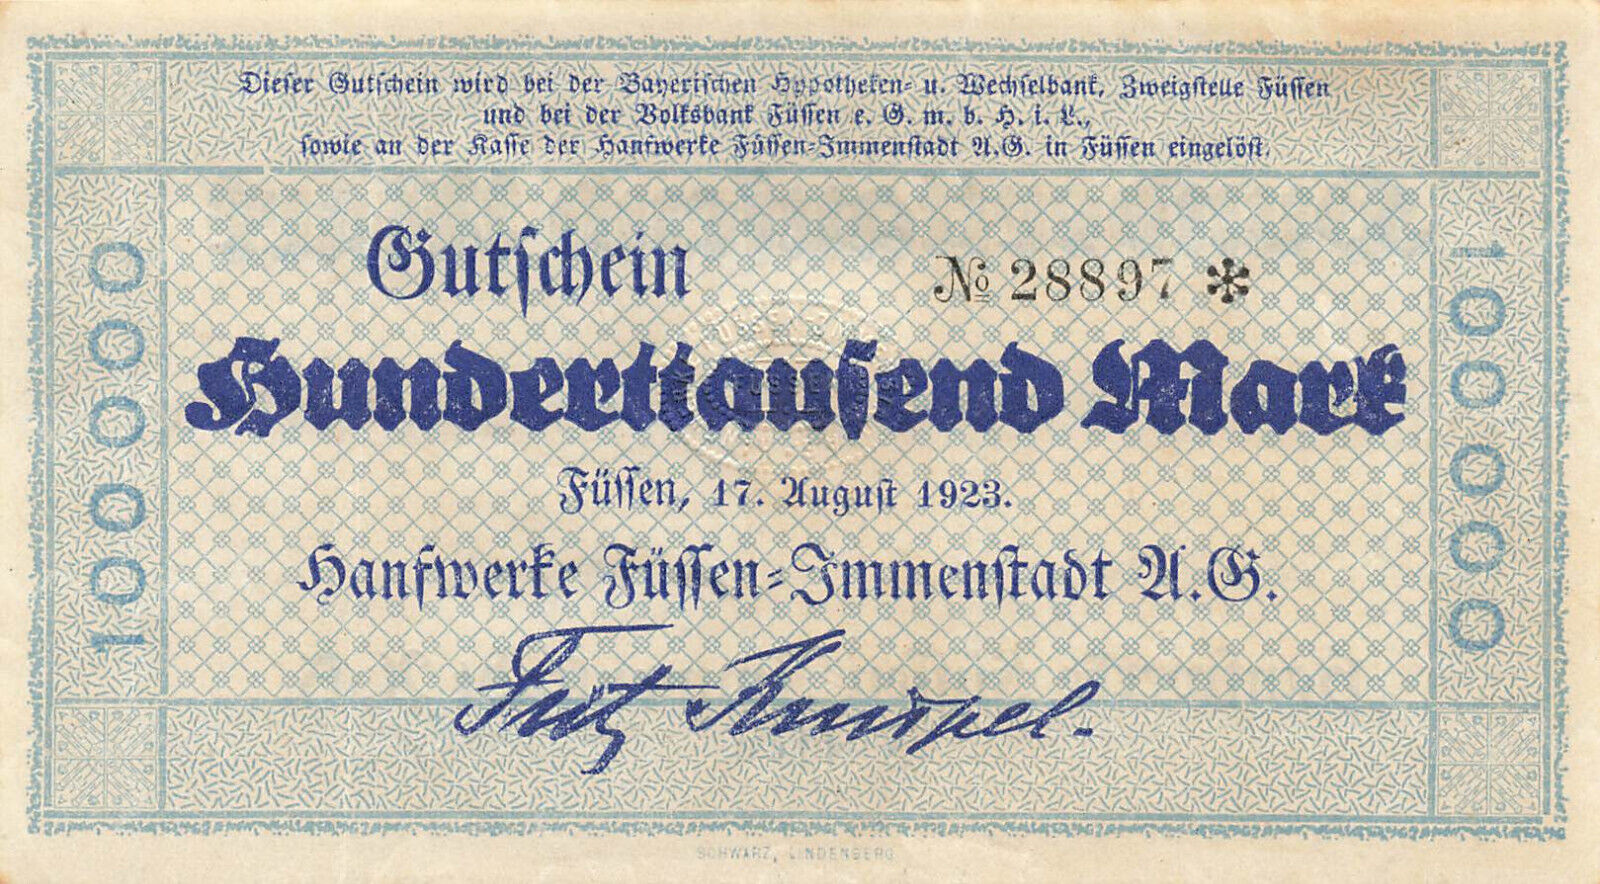 Dieser Gutschein wird bei der Bayerischen Hypotheken- u. Wechselbank, Zweigstelle Füssen
und bei der Volksbank Füssen e. G. m. b. H. i. L.,
sowie an der Kasse der Hanfwerke Füssen-Immenstadt A.G. in Füssen eingelöst.
100000
Gutschein
№ 28897 *
Hunderttausend Mark
Füssen, 17. August 1923.
Hanfwerke Füssen-Immenstadt A.G.
Fritz
100000
SCHWARZ, LINDENBERG